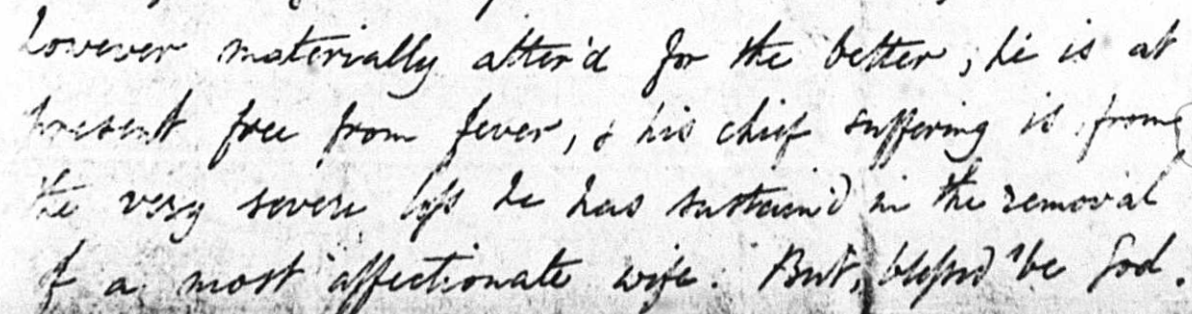 however materially alter'd for the better, he is at
present free from fever, & his chief suffering is from
the very severe loss he has sustain'd in the removal
of a most affectionate wife. But, blessd be God.